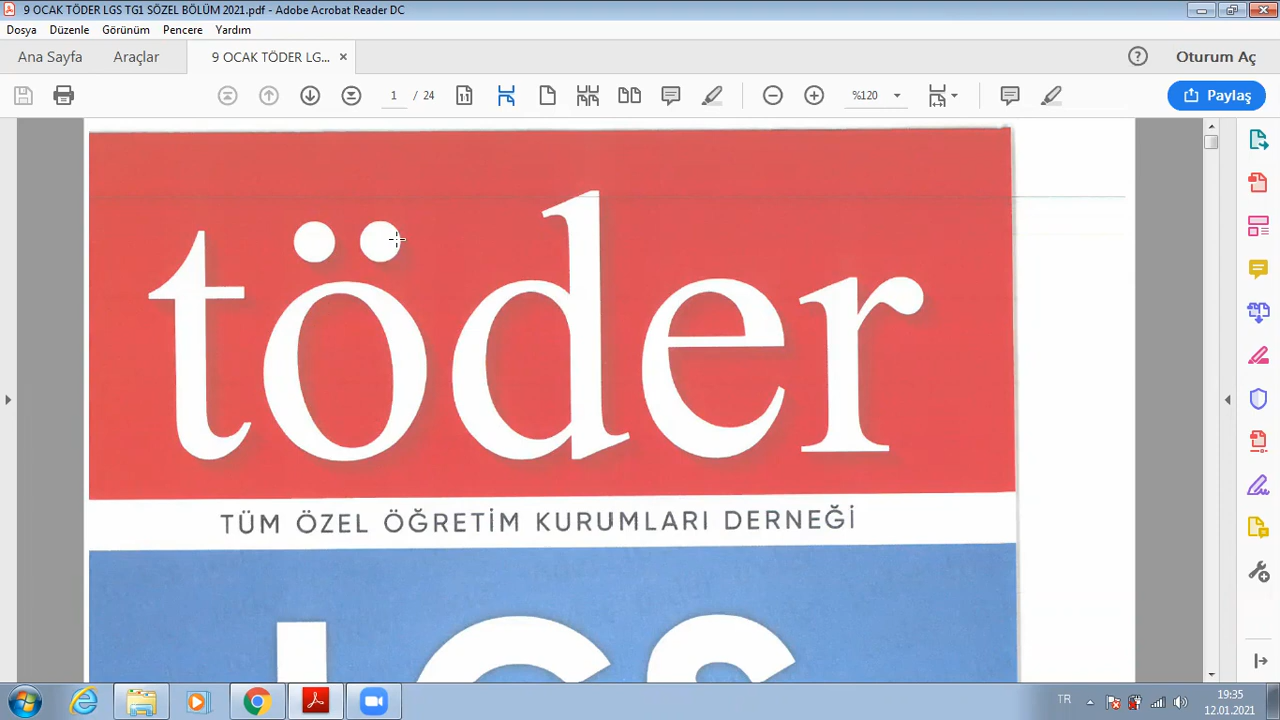 9 OCAK TÖDER LGS TG1 SÖZEL BÖLÜM 2021.pdf - Adobe Acrobat Reader DC
Dosya Düzenle Görünüm Pencere Yardım
Ana Sayfa Araçlar 9 OCAK TÖDER LG... Oturum Aç
1 / 24 %120 Paylaş
töder
TÜM ÖZEL ÖĞRETİM KURUMLARI DERNEĞİ
LGS
TR 19:35
12.01.2021